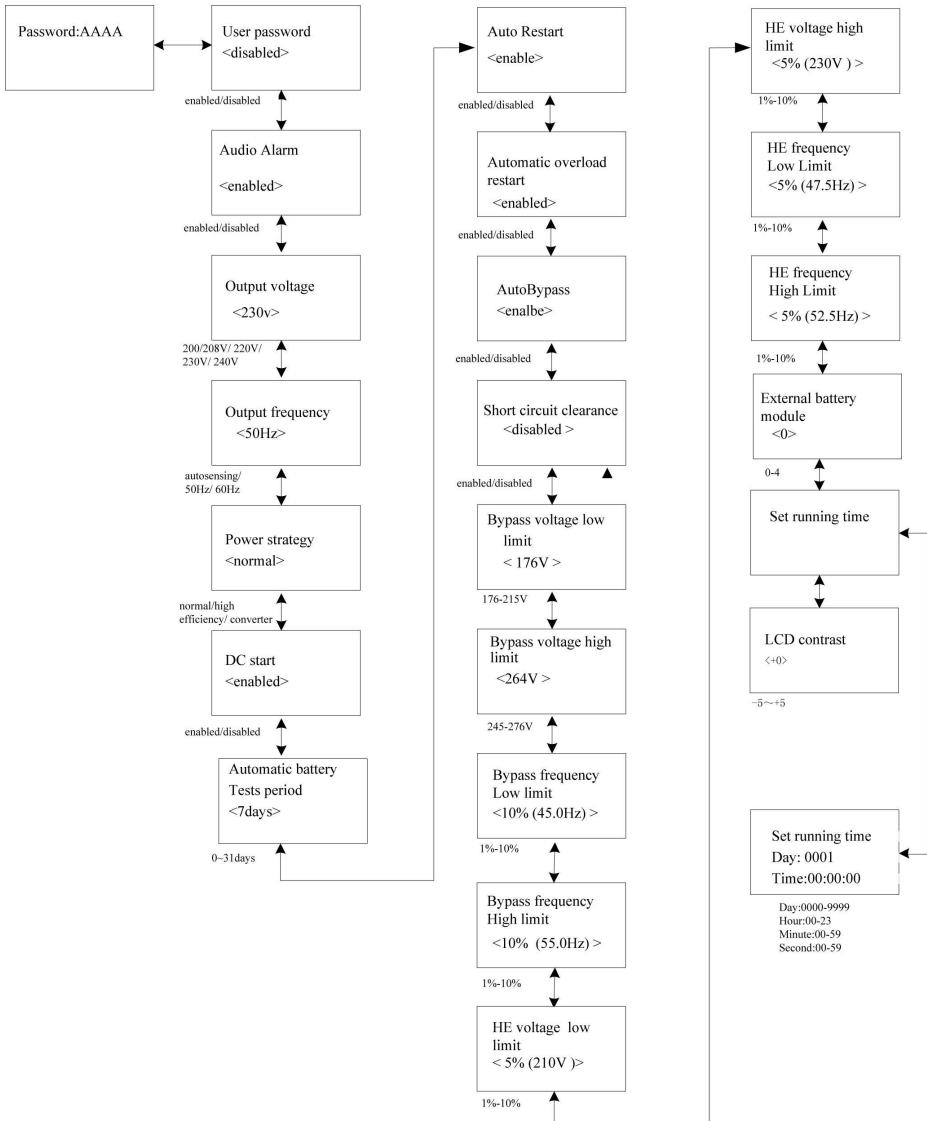 Password:AAAA
User password
<disabled>
enabled/disabled
Audio Alarm
<enabled>
enabled/disabled
Output voltage
<230v>
200/208V/ 220V/
230V/ 240V
Output frequency
<50Hz>
autosensing/
50Hz/ 60Hz
Power strategy
<normal>
normal/high
efficiency/ converter
DC start
<enabled>
enabled/disabled
Automatic battery
Tests period
<7days>
0~31days
Auto Restart
<enable>
enabled/disabled
Automatic overload
restart
<enabled>
enabled/disabled
AutoBypass
<enalbe>
enabled/disabled
Short circuit clearance
<disabled >
enabled/disabled
Bypass voltage low
limit
< 176V >
176-215V
Bypass voltage high
limit
<264V >
245-276V
Bypass frequency
Low limit
<10% (45.0Hz) >
1%-10%
Bypass frequency
High limit
<10% (55.0Hz) >
1%-10%
HE voltage low
limit
< 5% (210V )>
1%-10%
HE voltage high
limit
<5% (230V ) >
1%-10%
HE frequency
Low Limit
<5% (47.5Hz) >
1%-10%
HE frequency
High Limit
< 5% (52.5Hz) >
1%-10%
External battery
module
<0>
0-4
Set running time
LCD contrast
<+0>
-5～+5
Set running time
Day: 0001
Time:00:00:00
Day:0000-9999
Hour:00-23
Minute:00-59
Second:00-59